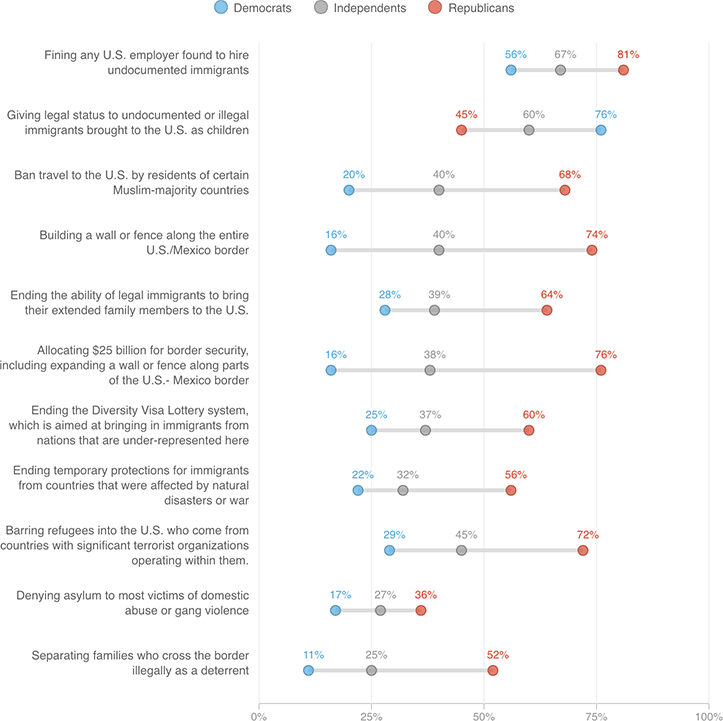 Democrats Independents Republicans
Fining any U.S. employer found to hire
undocumented immigrants
56% 67% 81%
Giving legal status to undocumented or illegal
immigrants brought to the U.S. as children
45% 60% 76%
Ban travel to the U.S. by residents of certain
Muslim-majority countries
20% 40% 68%
Building a wall or fence along the entire
U.S./Mexico border
16% 40% 74%
Ending the ability of legal immigrants to bring
their extended family members to the U.S.
28% 39% 64%
Allocating $25 billion for border security,
including expanding a wall or fence along parts
of the U.S.- Mexico border
16% 38% 76%
Ending the Diversity Visa Lottery system,
which is aimed at bringing in immigrants from
nations that are under-represented here
25% 37% 60%
Ending temporary protections for immigrants
from countries that were affected by natural
disasters or war
22% 32% 56%
Barring refugees into the U.S. who come from
countries with significant terrorist organizations
operating within them.
29% 45% 72%
Denying asylum to most victims of domestic
abuse or gang violence
17% 27% 36%
Separating families who cross the border
illegally as a deterrent
11% 25% 52%
0% 25% 50% 75% 100%